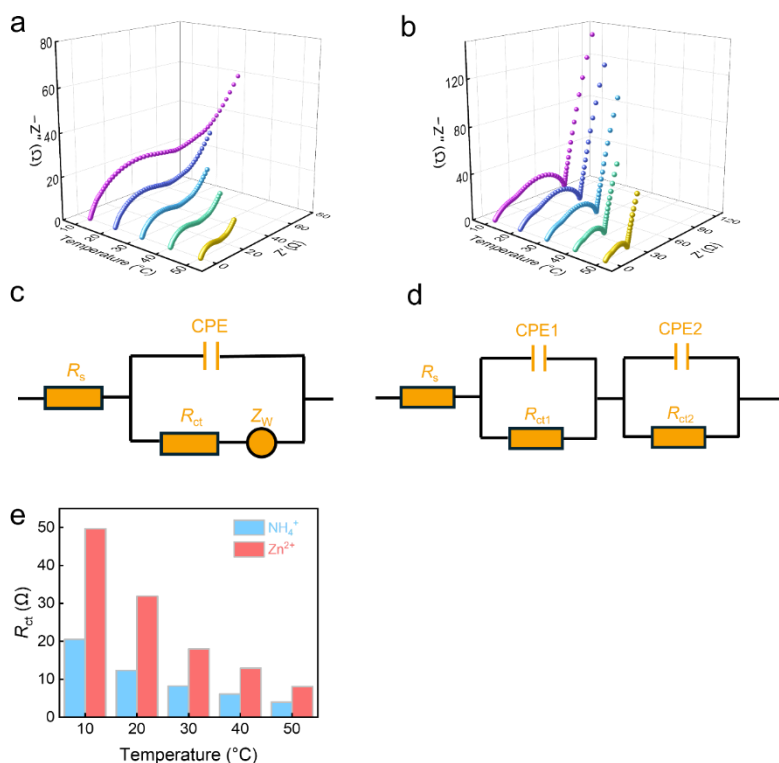 a
80
60
40
20
0
−Z'' (Ω)
10
20
30
40
50
Temperature (°C)
0
20
40
60
80
Z' (Ω)
b
120
80
40
0
−Z'' (Ω)
10
20
30
40
50
Temperature (°C)
0
30
60
90
120
Z' (Ω)
c
CPE
Rs
Rct
ZW
d
CPE1
CPE2
Rs
Rct1
Rct2
e
50
40
30
20
10
0
Rct (Ω)
NH4+
Zn2+
10 20 30 40 50
Temperature (°C)